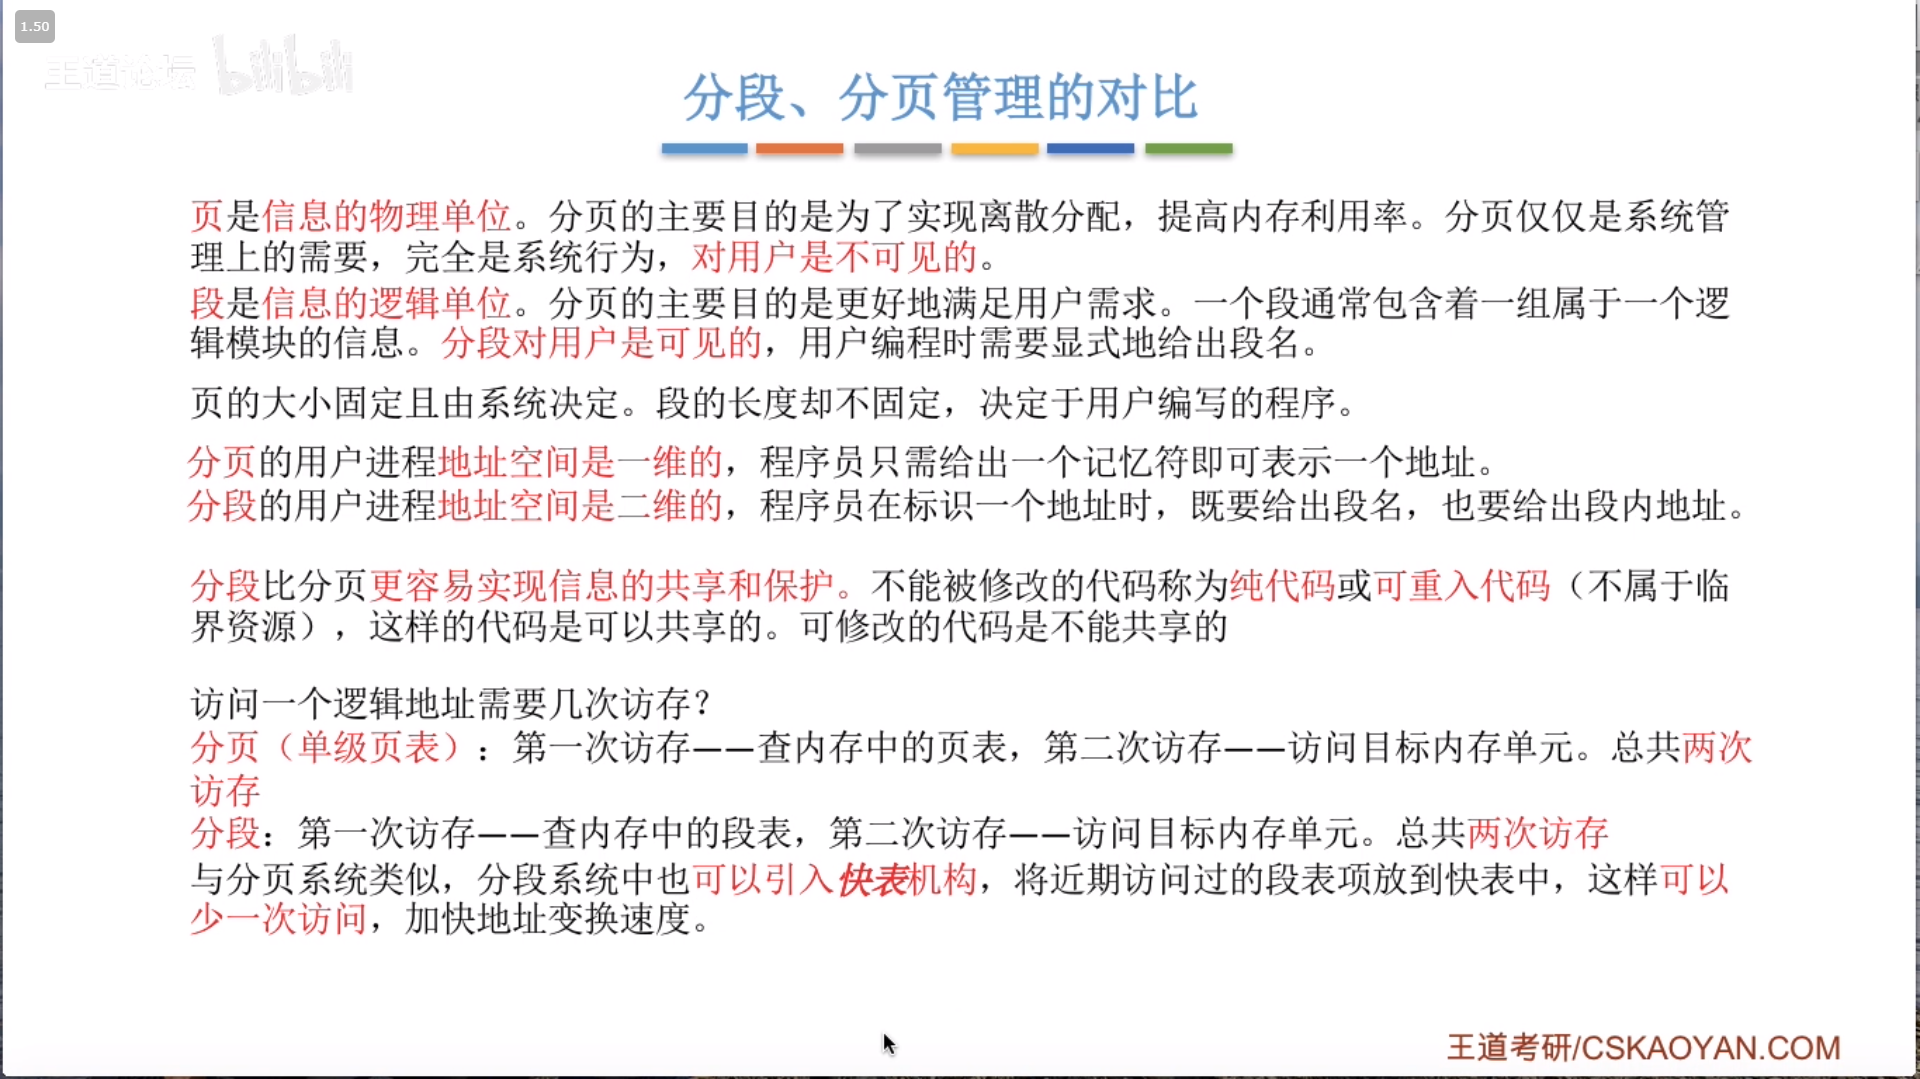 1.50
王道论坛 bilibili
分段、分页管理的对比
页是信息的物理单位。分页的主要目的是为了实现离散分配，提高内存利用率。分页仅仅是系统管
理上的需要，完全是系统行为，对用户是不可见的。
段是信息的逻辑单位。分页的主要目的是更好地满足用户需求。一个段通常包含着一组属于一个逻
辑模块的信息。分段对用户是可见的，用户编程时需要显式地给出段名。
页的大小固定且由系统决定。段的长度却不固定，决定于用户编写的程序。
分页的用户进程地址空间是一维的，程序员只需给出一个记忆符即可表示一个地址。
分段的用户进程地址空间是二维的，程序员在标识一个地址时，既要给出段名，也要给出段内地址。
分段比分页更容易实现信息的共享和保护。不能被修改的代码称为纯代码或可重入代码（不属于临
界资源），这样的代码是可以共享的。可修改的代码是不能共享的
访问一个逻辑地址需要几次访存？
分页（单级页表）：第一次访存——查内存中的页表，第二次访存——访问目标内存单元。总共两次
访存
分段：第一次访存——查内存中的段表，第二次访存——访问目标内存单元。总共两次访存
与分页系统类似，分段系统中也可以引入快表机构，将近期访问过的段表项放到快表中，这样可以
少一次访问，加快地址变换速度。
王道考研/CSKAOYAN.COM